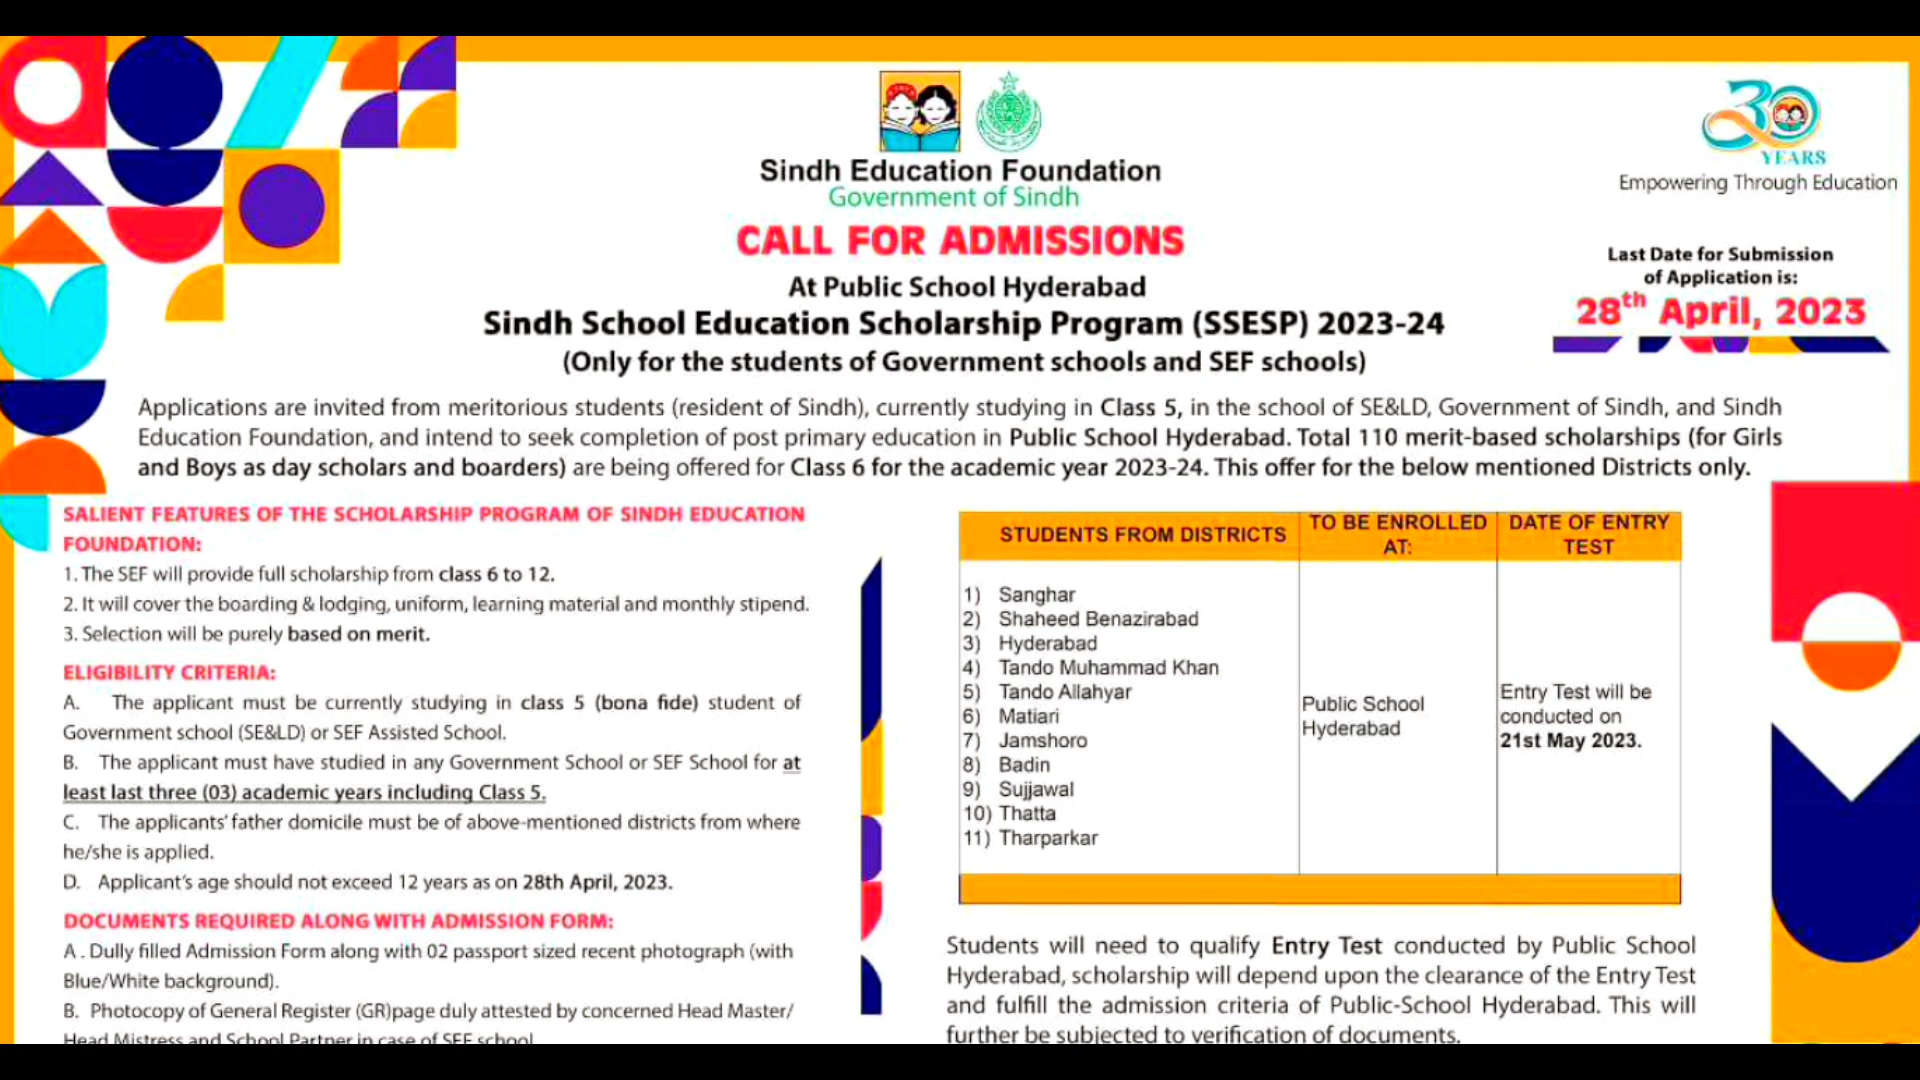 Sindh Education Foundation
Government of Sindh
30
YEARS
Empowering Through Education
CALL FOR ADMISSIONS
At Public School Hyderabad
Sindh School Education Scholarship Program (SSESP) 2023-24
(Only for the students of Government schools and SEF schools)
Last Date for Submission
of Application is:
28th April, 2023
Applications are invited from meritorious students (resident of Sindh), currently studying in Class 5, in the school of SE&LD, Government of Sindh, and Sindh
Education Foundation, and intend to seek completion of post primary education in Public School Hyderabad. Total 110 merit-based scholarships (for Girls
and Boys as day scholars and boarders) are being offered for Class 6 for the academic year 2023-24. This offer for the below mentioned Districts only.
SALIENT FEATURES OF THE SCHOLARSHIP PROGRAM OF SINDH EDUCATION
FOUNDATION:
1. The SEF will provide full scholarship from class 6 to 12.
2. It will cover the boarding & lodging, uniform, learning material and monthly stipend.
3. Selection will be purely based on merit.
ELIGIBILITY CRITERIA:
A. The applicant must be currently studying in class 5 (bona fide) student of
Government school (SE&LD) or SEF Assisted School.
B. The applicant must have studied in any Government School or SEF School for at
least last three (03) academic years including Class 5.
C. The applicants' father domicile must be of above-mentioned districts from where
he/she is applied.
D. Applicant's age should not exceed 12 years as on 28th April, 2023.
DOCUMENTS REQUIRED ALONG WITH ADMISSION FORM:
A . Dully filled Admission Form along with 02 passport sized recent photograph (with
Blue/White background).
B. Photocopy of General Register (GR)page duly attested by concerned Head Master/
Head Mistress and School Partner in case of SEF school
STUDENTS FROM DISTRICTS
TO BE ENROLLED
AT:
DATE OF ENTRY
TEST
1) Sanghar
2) Shaheed Benazirabad
3) Hyderabad
4) Tando Muhammad Khan
5) Tando Allahyar
6) Matiari
7) Jamshoro
8) Badin
9) Sujjawal
10) Thatta
11) Tharparkar
Public School
Hyderabad
Entry Test will be
conducted on
21st May 2023.
Students will need to qualify Entry Test conducted by Public School
Hyderabad, scholarship will depend upon the clearance of the Entry Test
and fulfill the admission criteria of Public-School Hyderabad. This will
further be subjected to verification of documents.